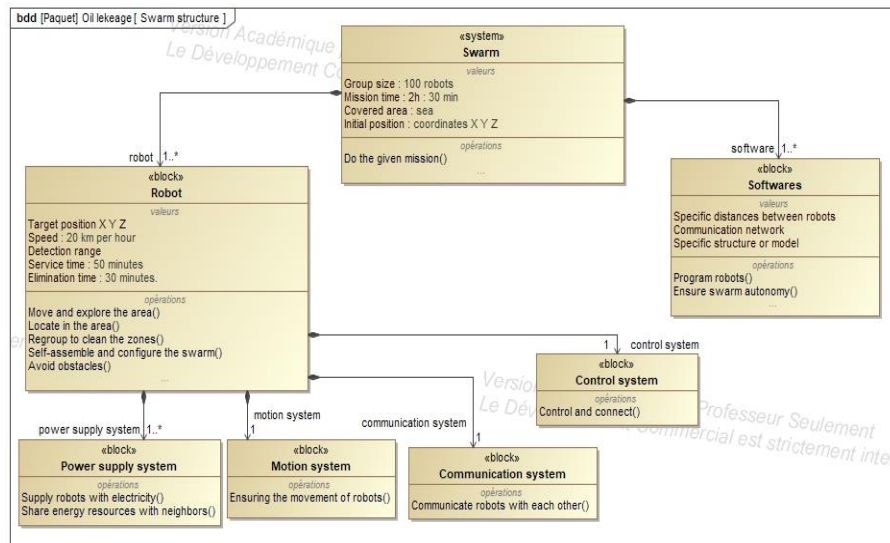 bdd [Paquet] Oil lekeage [ Swarm structure ]
Version Académique
Le Développement Co
«system»
Swarm
valeurs
Group size : 100 robots
Mission time : 2h : 30 min
Covered area : sea
Initial position : coordinates X Y Z
opérations
Do the given mission()
...
robot 1..*
software 1..*
«block»
Robot
valeurs
Target position X Y Z
Speed : 20 km per hour
Detection range
Service time : 50 minutes
Elimination time : 30 minutes.
opérations
Move and explore the area()
Locate in the area()
Regroup to clean the zones()
Self-assemble and configure the swarm()
Avoid obstacles()
...
«block»
Softwares
valeurs
Specific distances between robots
Communication network
Specific structure or model
opérations
Program robots()
Ensure swarm autonomy()
...
1 control system
«block»
Control system
opérations
Control and connect()
power supply system 1..*
motion system
1
communication system
1
«block»
Power supply system
opérations
Supply robots with electricity()
Share energy resources with neighbors()
«block»
Motion system
opérations
Ensuring the movement of robots()
«block»
Communication system
opérations
Communicate robots with each other()
Professeur Seulement
Commercial est strictement inte